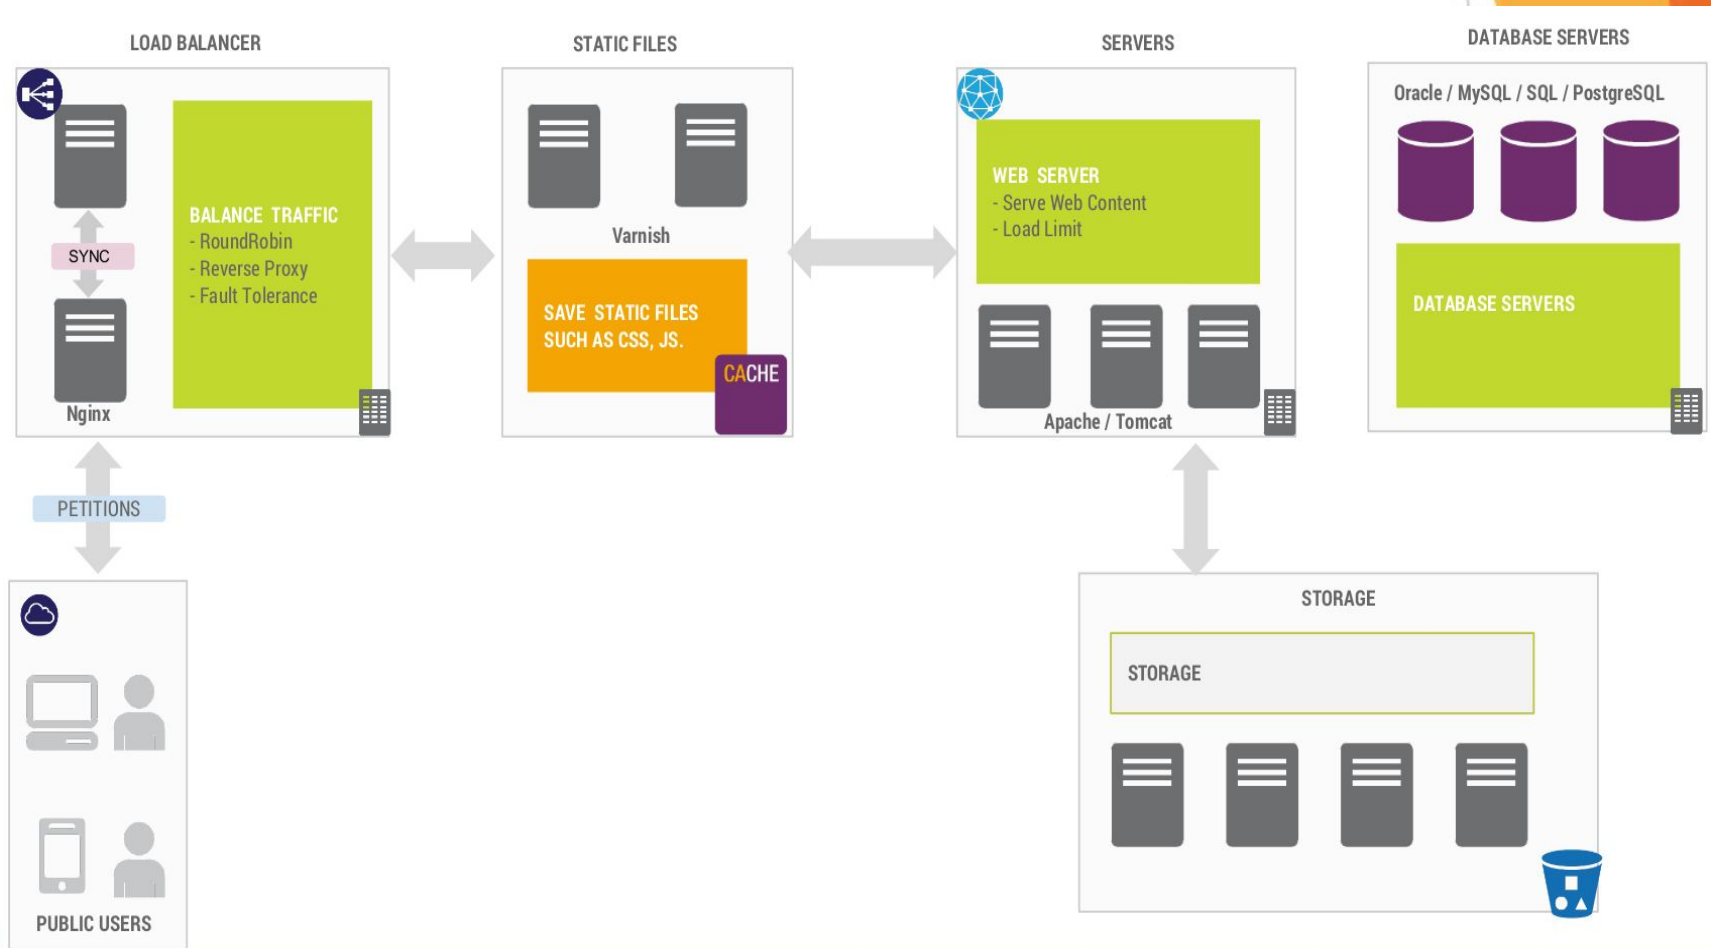 LOAD BALANCER
SYNC
Nginx
BALANCE TRAFFIC
- RoundRobin
- Reverse Proxy
- Fault Tolerance
STATIC FILES
Varnish
SAVE STATIC FILES
SUCH AS CSS, JS.
CACHE
SERVERS
WEB SERVER
- Serve Web Content
- Load Limit
Apache / Tomcat
DATABASE SERVERS
Oracle / MySQL / SQL / PostgreSQL
DATABASE SERVERS
PETITIONS
PUBLIC USERS
STORAGE
STORAGE